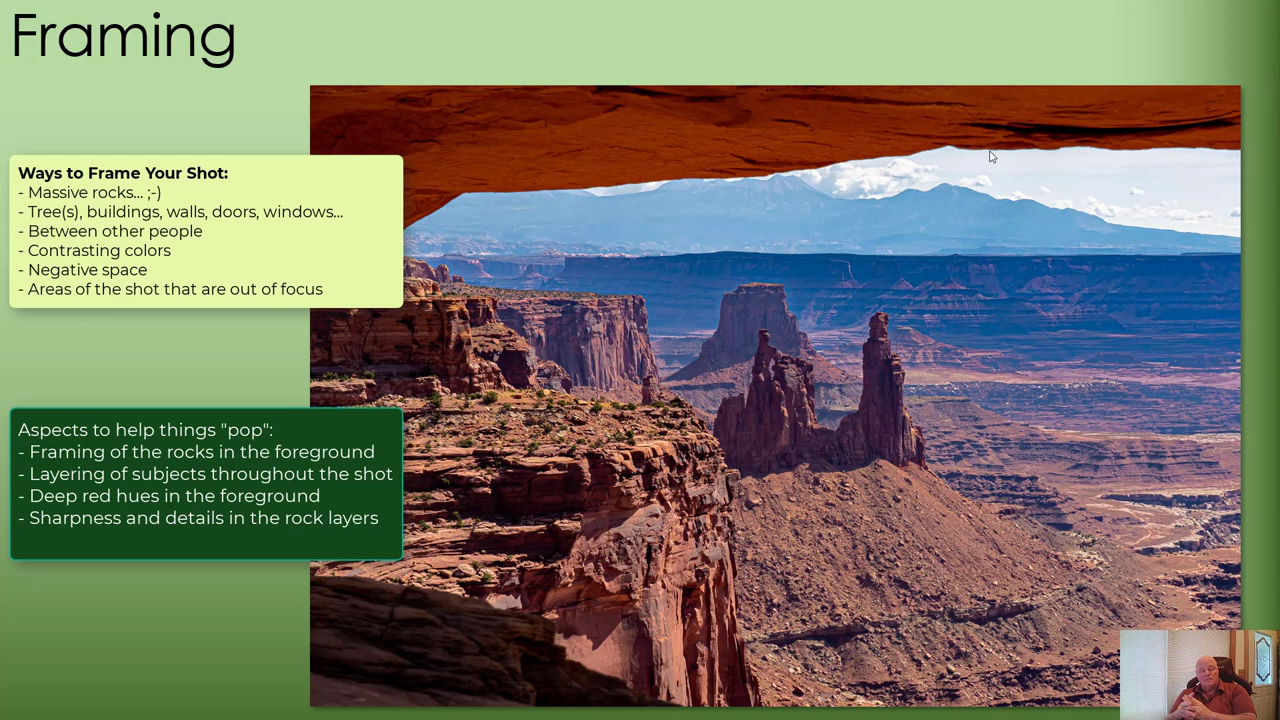 Framing
Ways to Frame Your Shot:
- Massive rocks... ;-)
- Tree(s), buildings, walls, doors, windows...
- Between other people
- Contrasting colors
- Negative space
- Areas of the shot that are out of focus
Aspects to help things "pop":
- Framing of the rocks in the foreground
- Layering of subjects throughout the shot
- Deep red hues in the foreground
- Sharpness and details in the rock layers